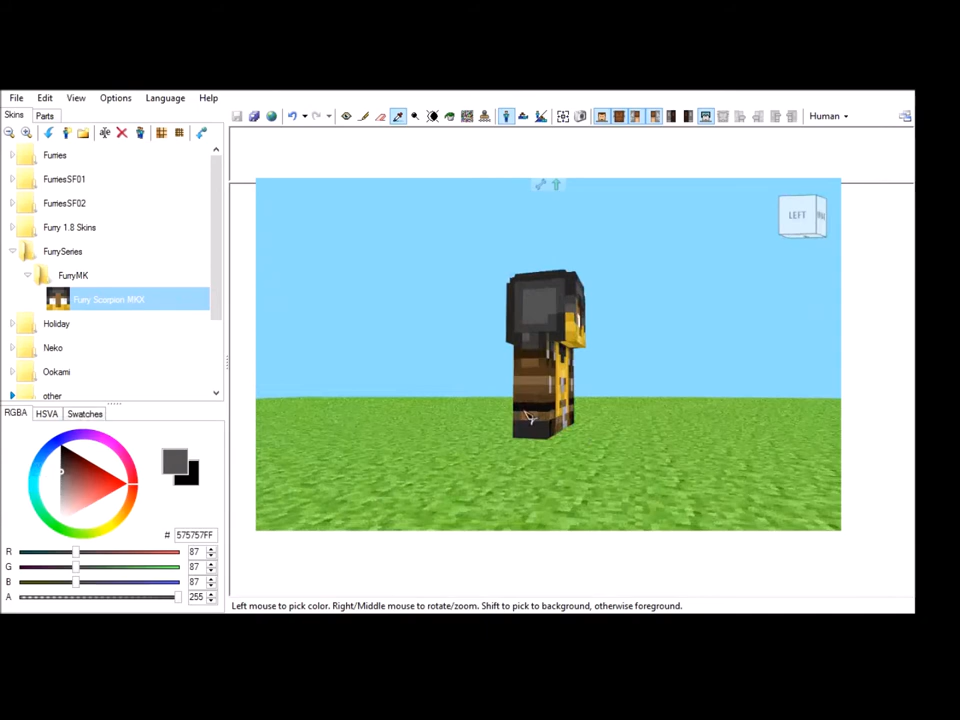 File Edit View Options Language Help
Skins Parts
Human
Furries
FurriesSF01
FurriesSF02
Furry 1.8 Skins
FurrySeries
FurryMK
Furry Scorpion MKX
Holiday
Neko
Ookami
other
LEFT
RGBA HSVA Swatches
# 575757FF
R 87
G 87
B 87
A 255
Left mouse to pick color. Right/Middle mouse to rotate/zoom. Shift to pick to background, otherwise foreground.